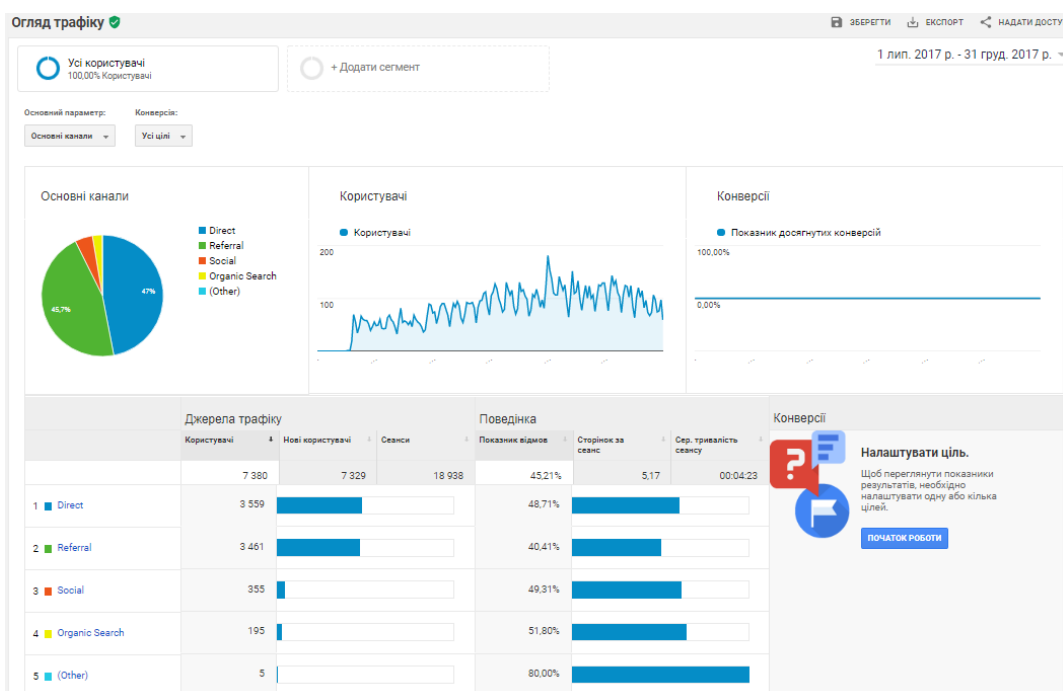 Огляд трафіку
ЗБЕРЕГТИ ЕКСПОРТ НАДАТИ ДОСТУ
Усі користувачі
100,00% Користувачі
+ Додати сегмент
1 лип. 2017 р. - 31 груд. 2017 р.
Основний параметр: Конверсія:
Основні канали Усі цілі
Основні канали
Direct
Referral
Social
Organic Search
(Other)
47%
45,7%
Користувачі
Користувачі
200
100
Конверсії
Показник досягнутих конверсій
100,00%
0,00%
Джерела трафіку Поведінка Конверсії
Користувачі Нові користувачі Сеанси Показник відмов Сторінок за сеанс Сер. тривалість сеансу
7 380 7 329 18 938 45,21% 5,17 00:04:23
1 Direct 3 559 48,71%
2 Referral 3 461 40,41%
3 Social 355 49,31%
4 Organic Search 195 51,80%
5 (Other) 5 80,00%
Налаштувати ціль.
Щоб переглянути показники
результатів, необхідно
налаштувати одну або кілька
цілей.
ПОЧАТОК РОБОТИ